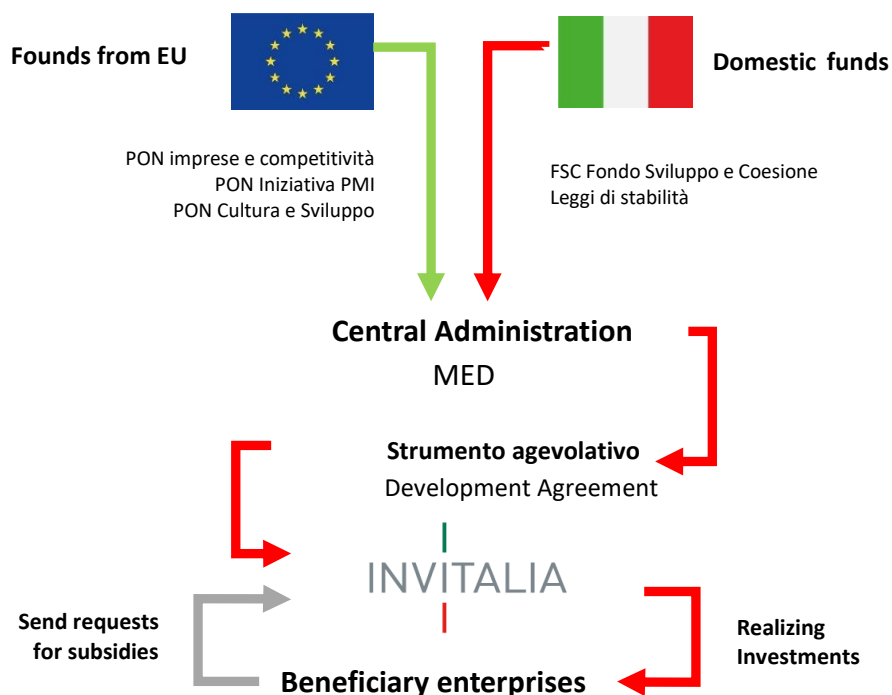 Founds from EU
Domestic funds
PON imprese e competitività
PON Iniziativa PMI
PON Cultura e Sviluppo
FSC Fondo Sviluppo e Coesione
Leggi di stabilità
Central Administration
MED
Strumento agevolativo
Development Agreement
INVITALIA
Send requests
for subsidies
Realizing
Investments
Beneficiary enterprises